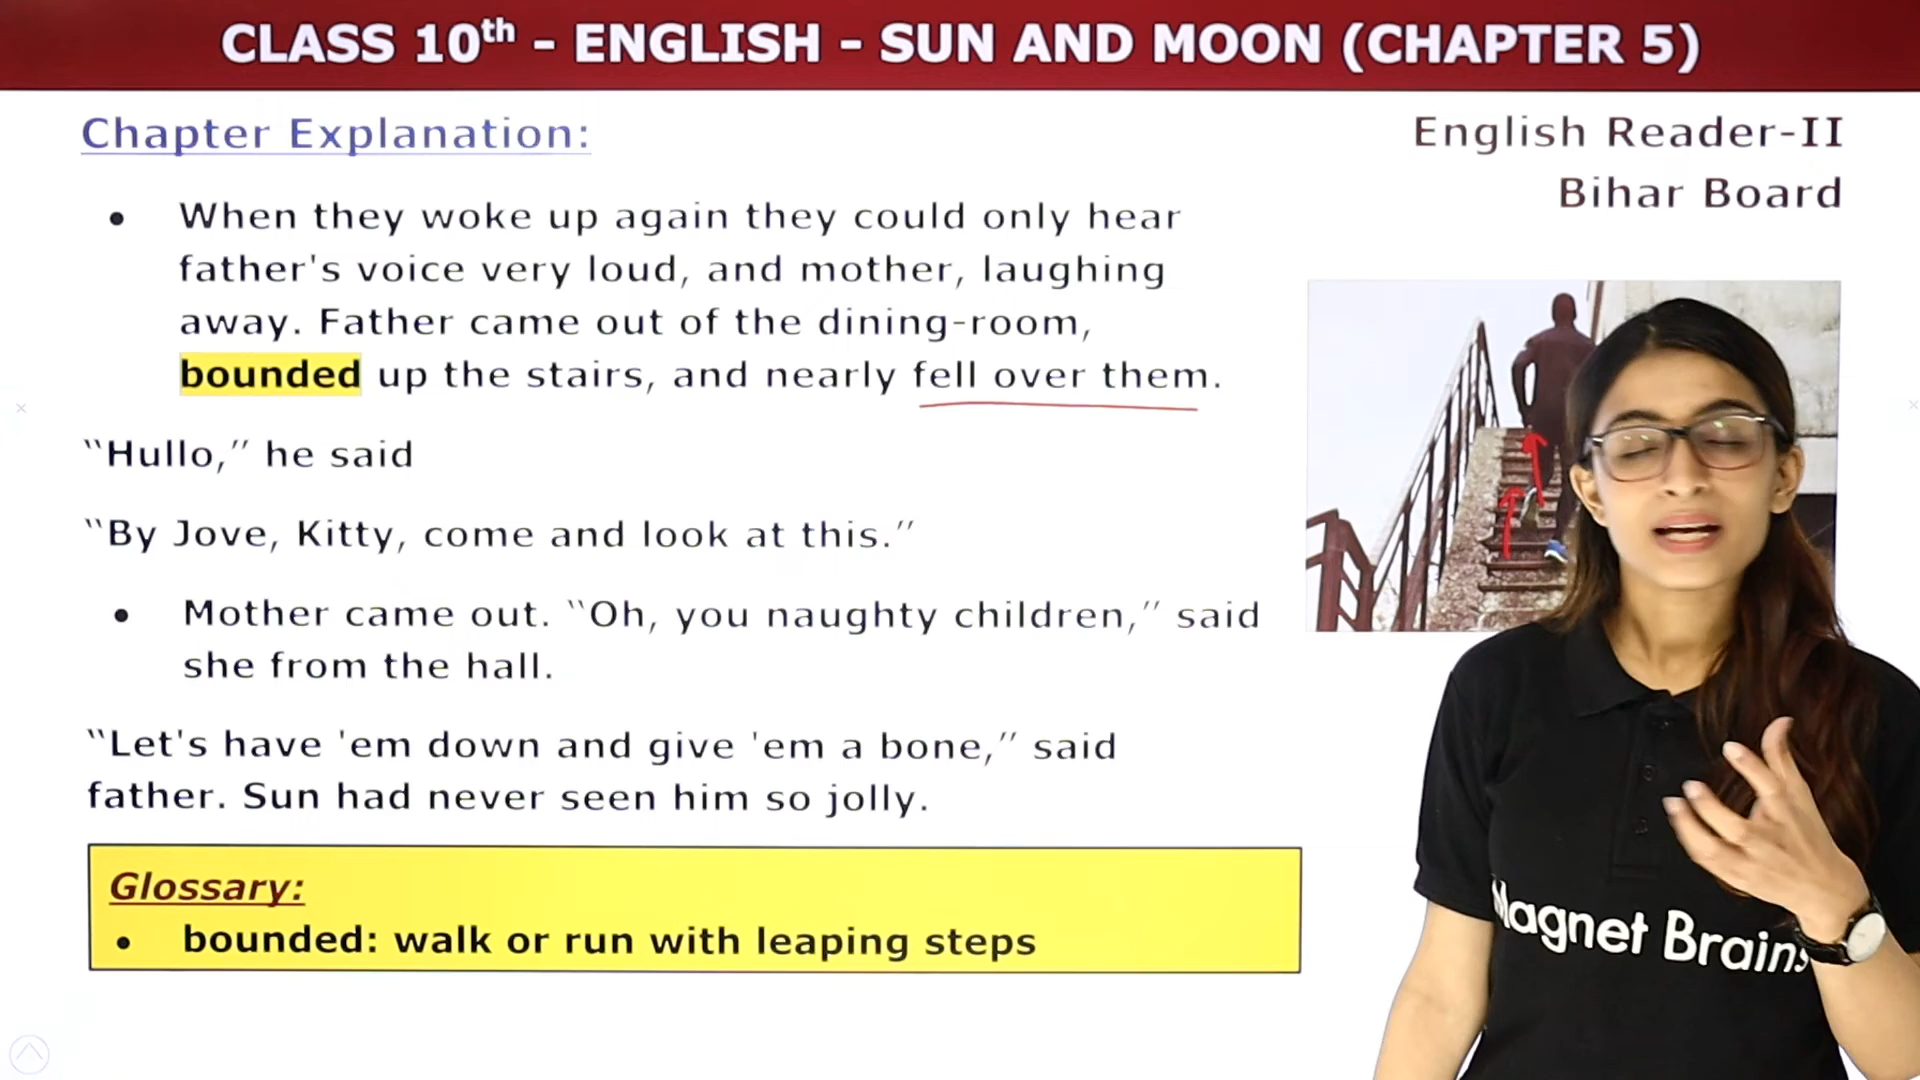 CLASS 10th - ENGLISH - SUN AND MOON (CHAPTER 5)
Chapter Explanation:
English Reader-II
Bihar Board
• When they woke up again they could only hear
father's voice very loud, and mother, laughing
away. Father came out of the dining-room,
bounded up the stairs, and nearly fell over them.
“Hullo,” he said
“By Jove, Kitty, come and look at this.”
• Mother came out. “Oh, you naughty children,” said
she from the hall.
“Let's have 'em down and give 'em a bone,” said
father. Sun had never seen him so jolly.
Glossary:
• bounded: walk or run with leaping steps
Magnet Brains